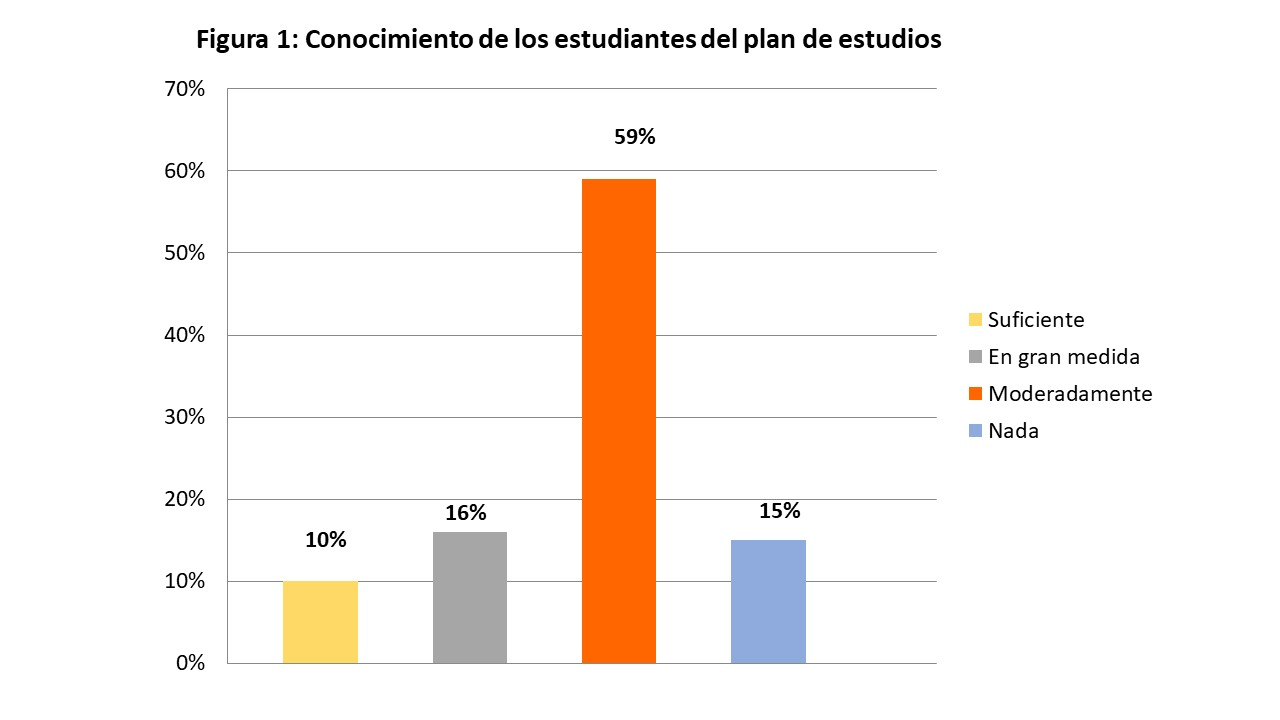 Figura 1: Conocimiento de los estudiantes del plan de estudios
70%
59%
60%
50%
40%
30%
20%
16%
15%
10%
10%
0%
Suficiente
En gran medida
Moderadamente
Nada